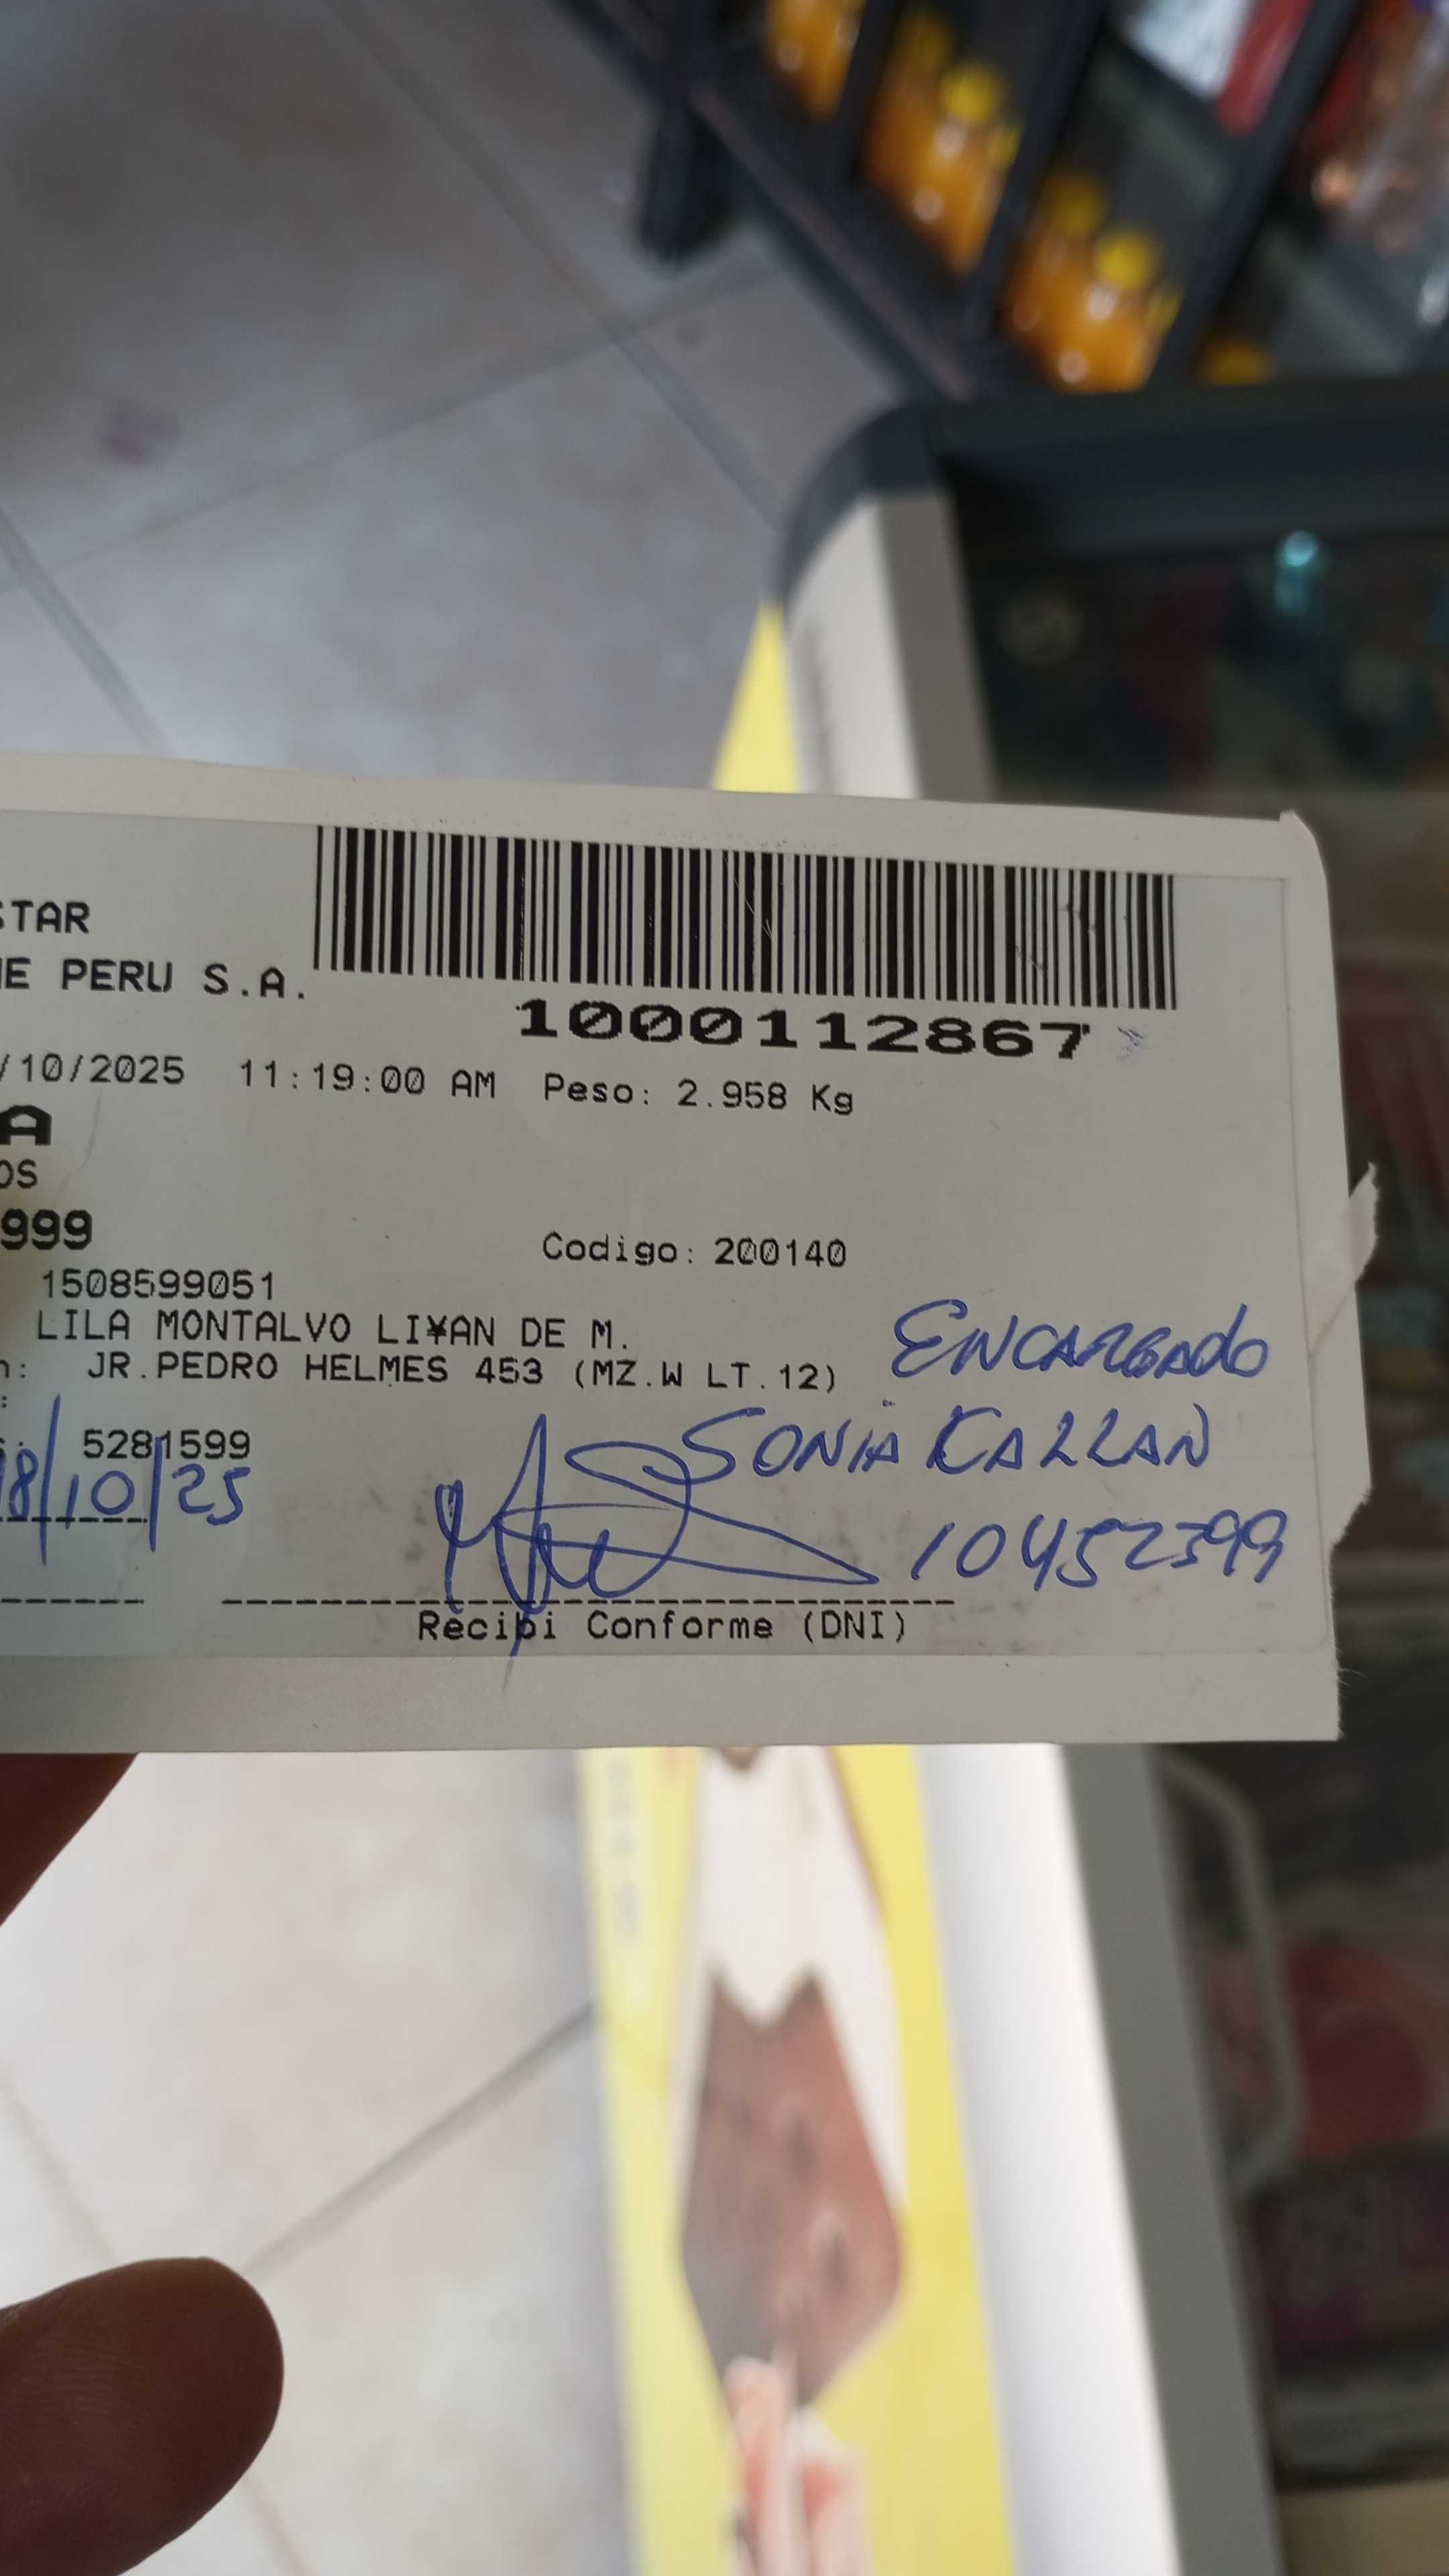 STAR
E PERU S.A.
1000112867
/10/2025 11:19:00 AM Peso: 2.958 Kg
A
OS
999
Codigo: 200140
1508599051
LILA MONTALVO LI¥AN DE M.
n: JR.PEDRO HELMES 453 (MZ.W LT.12)
ENCARGADO
: 5281599
SONIA KALLAN
18/10/25
10452399
Recibi Conforme (DNI)